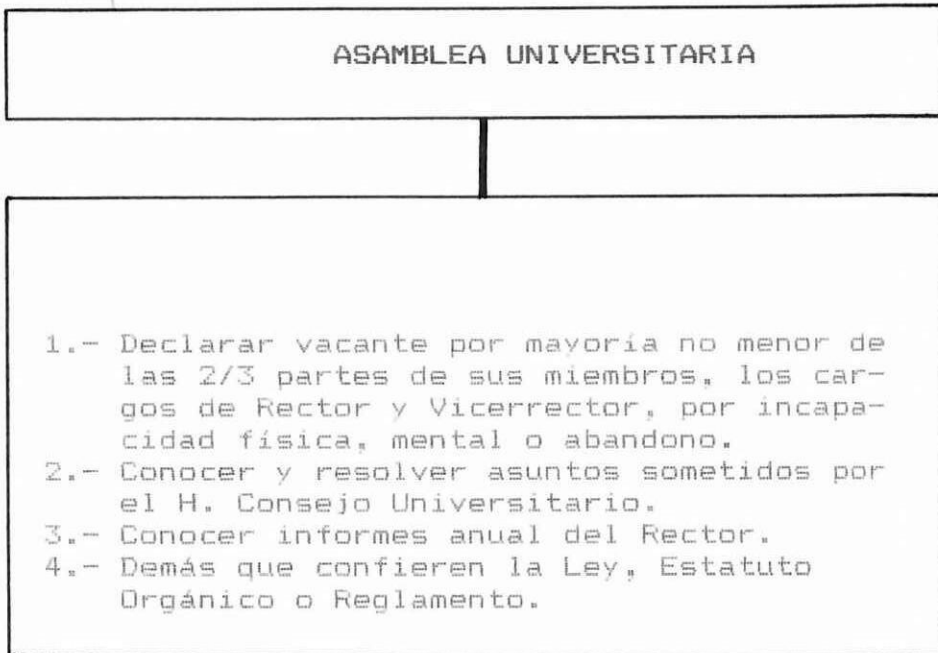 ASAMBLEA UNIVERSITARIA
1.- Declarar vacante por mayoría no menor de
las 2/3 partes de sus miembros, los car-
gos de Rector y Vicerrector, por incapa-
cidad física, mental o abandono.
2.- Conocer y resolver asuntos sometidos por
el H. Consejo Universitario.
3.- Conocer informes anual del Rector.
4.- Demás que confieren la Ley, Estatuto
Orgánico o Reglamento.